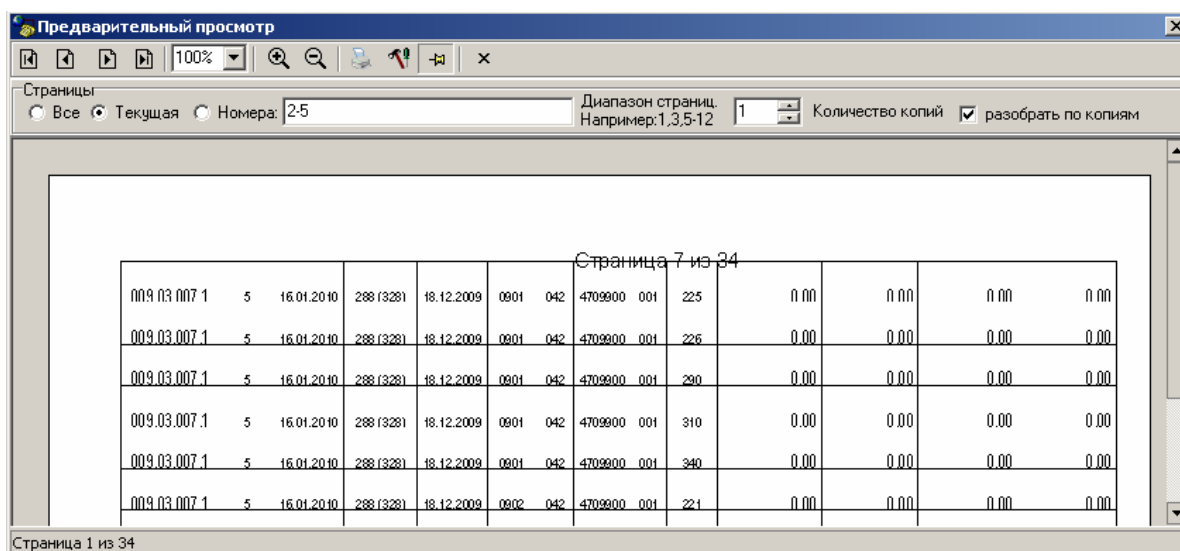 Предварительный просмотр
100%
Страницы
Все Текущая Номера: 2-5 Диапазон страниц. Например:1,3,5-12 1 Количество копий разобрать по копиям
Страница 7 из 34
009.03.007.1 5 16.01.2010 288 (328) 18.12.2009 0901 042 4709900 001 225 0.00 0.00 0.00 0.00
009.03.007.1 5 16.01.2010 288 (328) 18.12.2009 0901 042 4709900 001 226 0.00 0.00 0.00 0.00
009.03.007.1 5 16.01.2010 288 (328) 18.12.2009 0901 042 4709900 001 290 0.00 0.00 0.00 0.00
009.03.007.1 5 16.01.2010 288 (328) 18.12.2009 0901 042 4709900 001 310 0.00 0.00 0.00 0.00
009.03.007.1 5 16.01.2010 288 (328) 18.12.2009 0901 042 4709900 001 340 0.00 0.00 0.00 0.00
009.03.007.1 5 16.01.2010 288 (328) 18.12.2009 0902 042 4709900 001 221 0.00 0.00 0.00 0.00
Страница 1 из 34